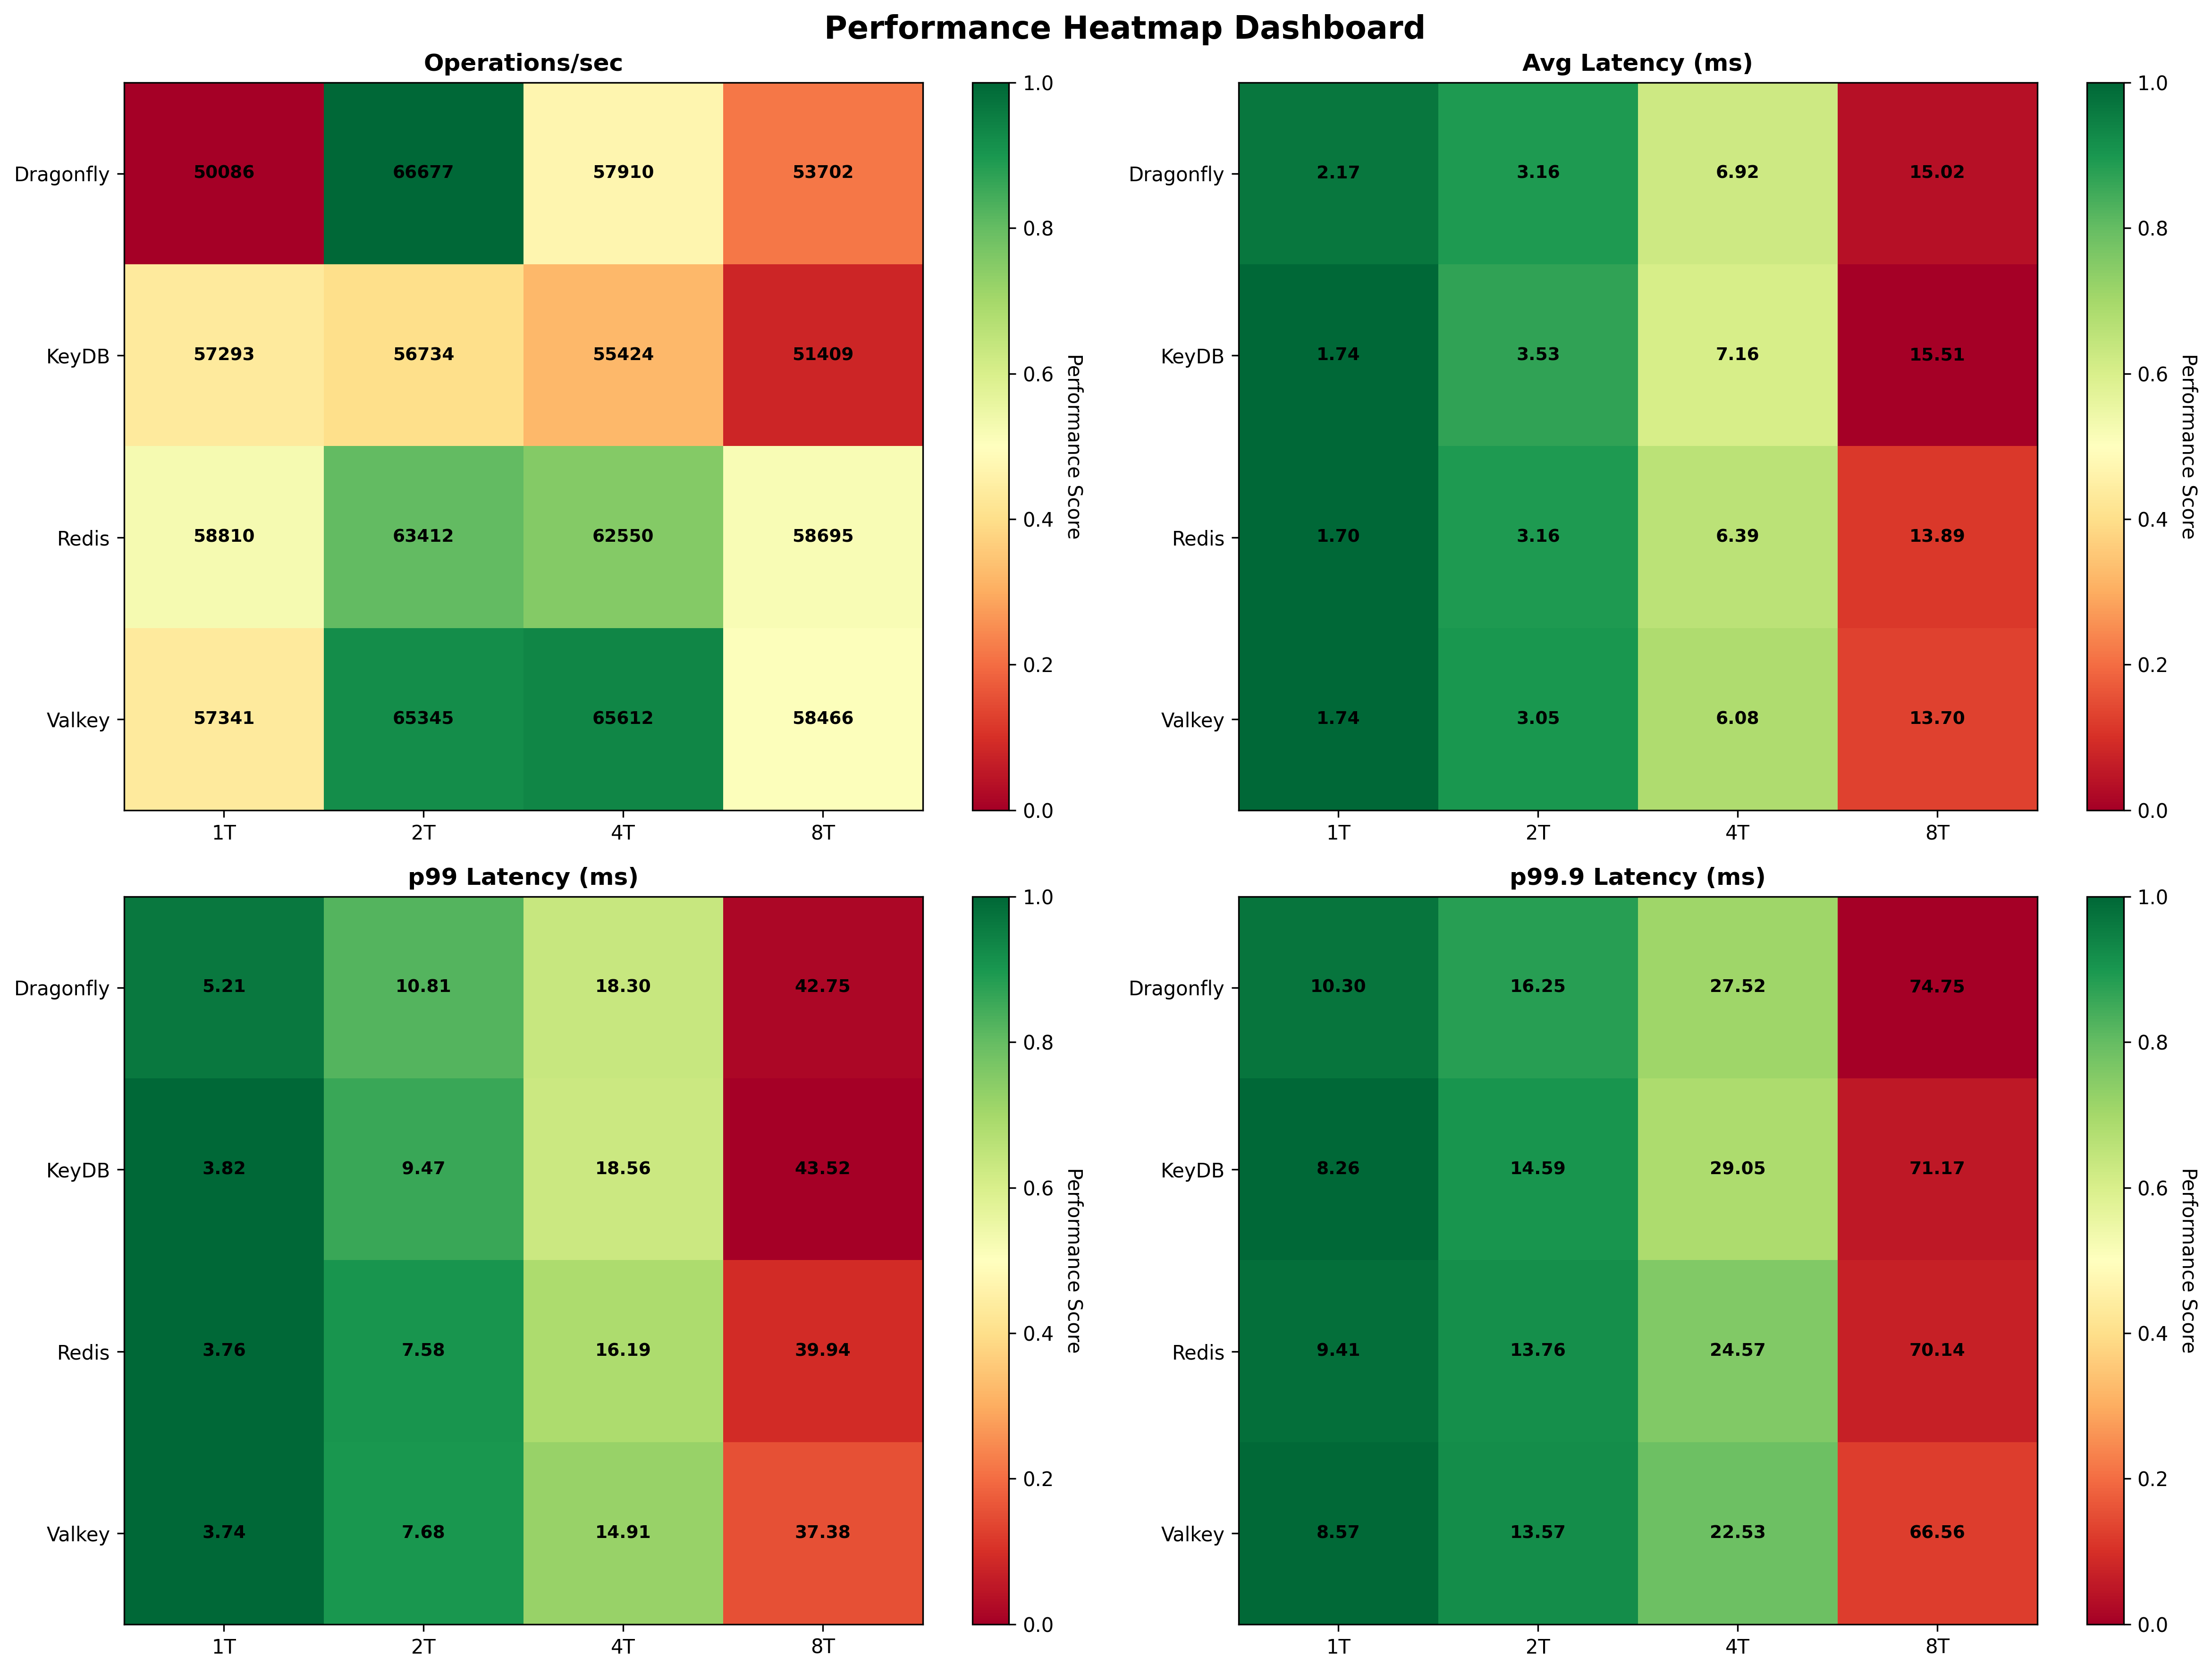 Performance Heatmap Dashboard
Operations/sec
Dragonfly 50086 66677 57910 53702
KeyDB 57293 56734 55424 51409
Redis 58810 63412 62550 58695
Valkey 57341 65345 65612 58466
1T 2T 4T 8T
1.0
0.8
0.6
0.4
0.2
0.0
Performance Score
Avg Latency (ms)
Dragonfly 2.17 3.16 6.92 15.02
KeyDB 1.74 3.53 7.16 15.51
Redis 1.70 3.16 6.39 13.89
Valkey 1.74 3.05 6.08 13.70
1T 2T 4T 8T
1.0
0.8
0.6
0.4
0.2
0.0
Performance Score
p99 Latency (ms)
Dragonfly 5.21 10.81 18.30 42.75
KeyDB 3.82 9.47 18.56 43.52
Redis 3.76 7.58 16.19 39.94
Valkey 3.74 7.68 14.91 37.38
1T 2T 4T 8T
1.0
0.8
0.6
0.4
0.2
0.0
Performance Score
p99.9 Latency (ms)
Dragonfly 10.30 16.25 27.52 74.75
KeyDB 8.26 14.59 29.05 71.17
Redis 9.41 13.76 24.57 70.14
Valkey 8.57 13.57 22.53 66.56
1T 2T 4T 8T
1.0
0.8
0.6
0.4
0.2
0.0
Performance Score